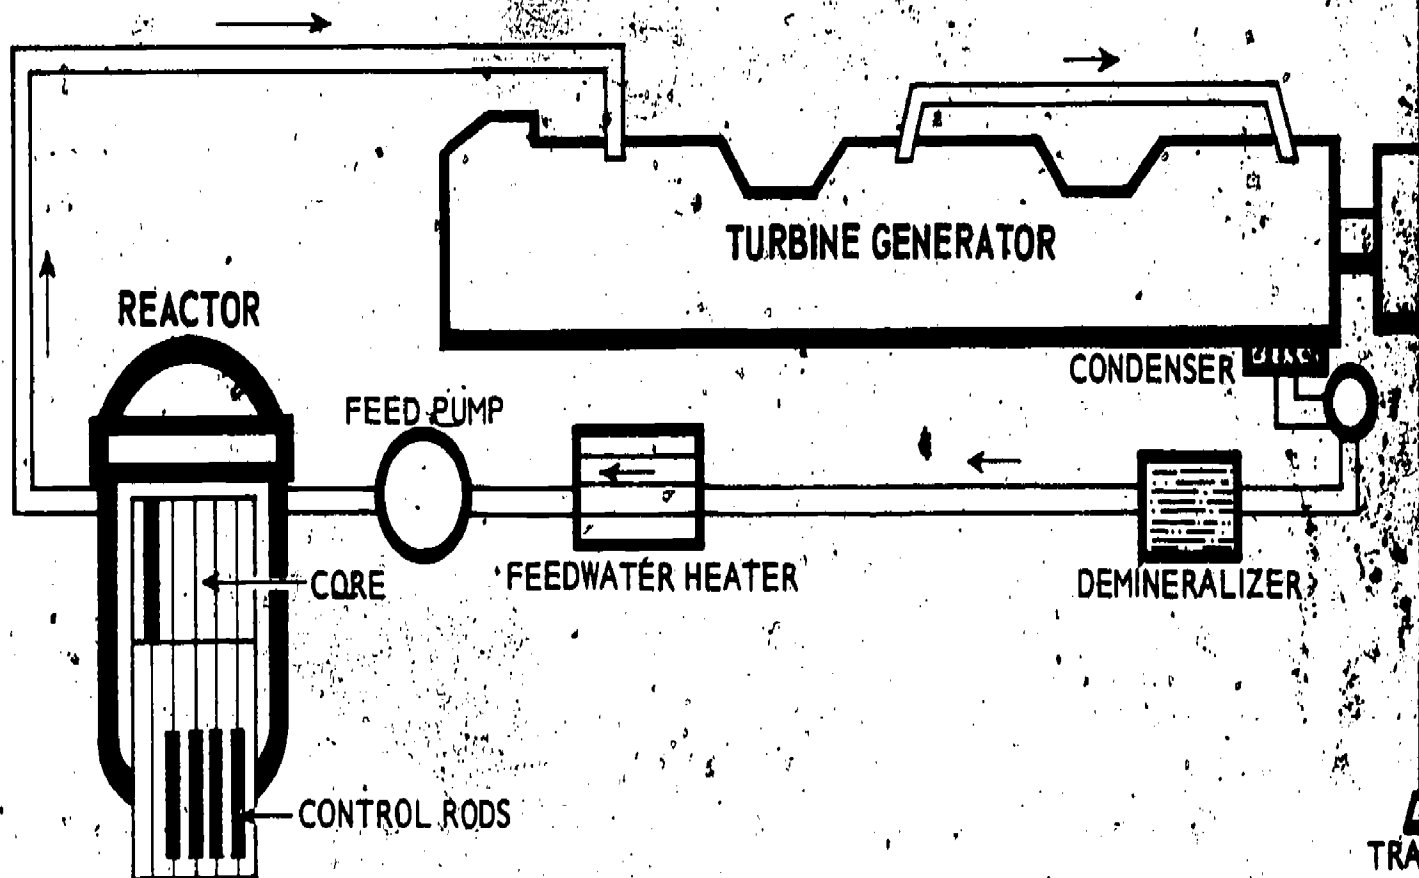 TURBINE GENERATOR
REACTOR
CONDENSER
FEED PUMP
CORE
FEEDWATER HEATER
DEMINERALIZER
CONTROL RODS